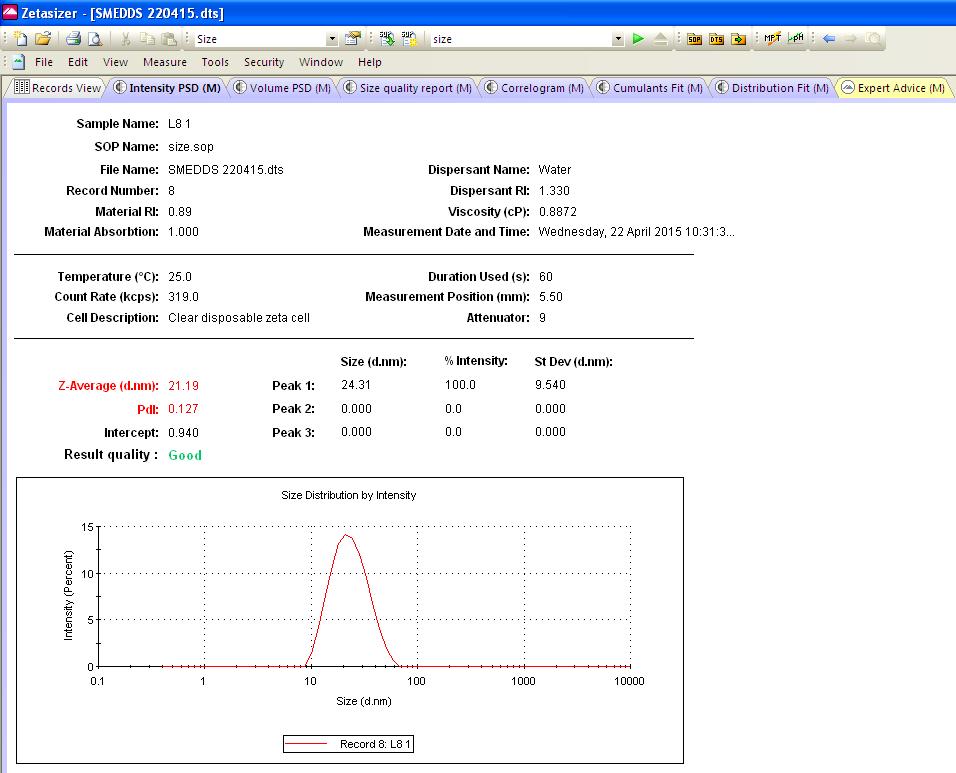 Zetasizer - [SMEDDS 220415.dts]
Size size SOP DTS MPT pH
File Edit View Measure Tools Security Window Help
Records View Intensity PSD (M) Volume PSD (M) Size quality report (M) Correlogram (M) Cumulants Fit (M) Distribution Fit (M) Expert Advice (M)
Sample Name: L8 1
SOP Name: size.sop
File Name: SMEDDS 220415.dts Dispersant Name: Water
Record Number: 8 Dispersant RI: 1.330
Material RI: 0.89 Viscosity (cP): 0.8872
Material Absorbtion: 1.000 Measurement Date and Time: Wednesday, 22 April 2015 10:31:3...
Temperature (°C): 25.0 Duration Used (s): 60
Count Rate (kcps): 319.0 Measurement Position (mm): 5.50
Cell Description: Clear disposable zeta cell Attenuator: 9
Size (d.nm): % Intensity: St Dev (d.nm):
Z-Average (d.nm): 21.19 Peak 1: 24.31 100.0 9.540
PdI: 0.127 Peak 2: 0.000 0.0 0.000
Intercept: 0.940 Peak 3: 0.000 0.0 0.000
Result quality : Good
Size Distribution by Intensity
15
10
5
0
Intensity (Percent)
0.1 1 10 100 1000 10000
Size (d.nm)
Record 8: L8 1